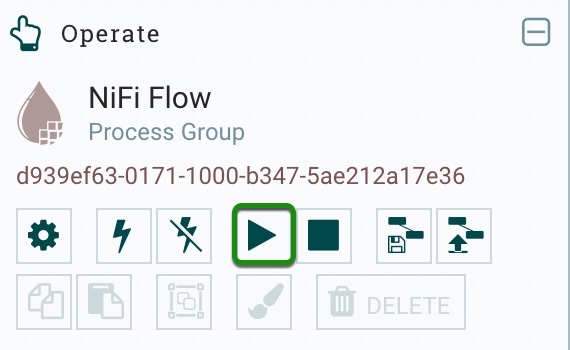 Operate
NiFi Flow
Process Group
d939ef63-0171-1000-b347-5ae212a17e36
DELETE